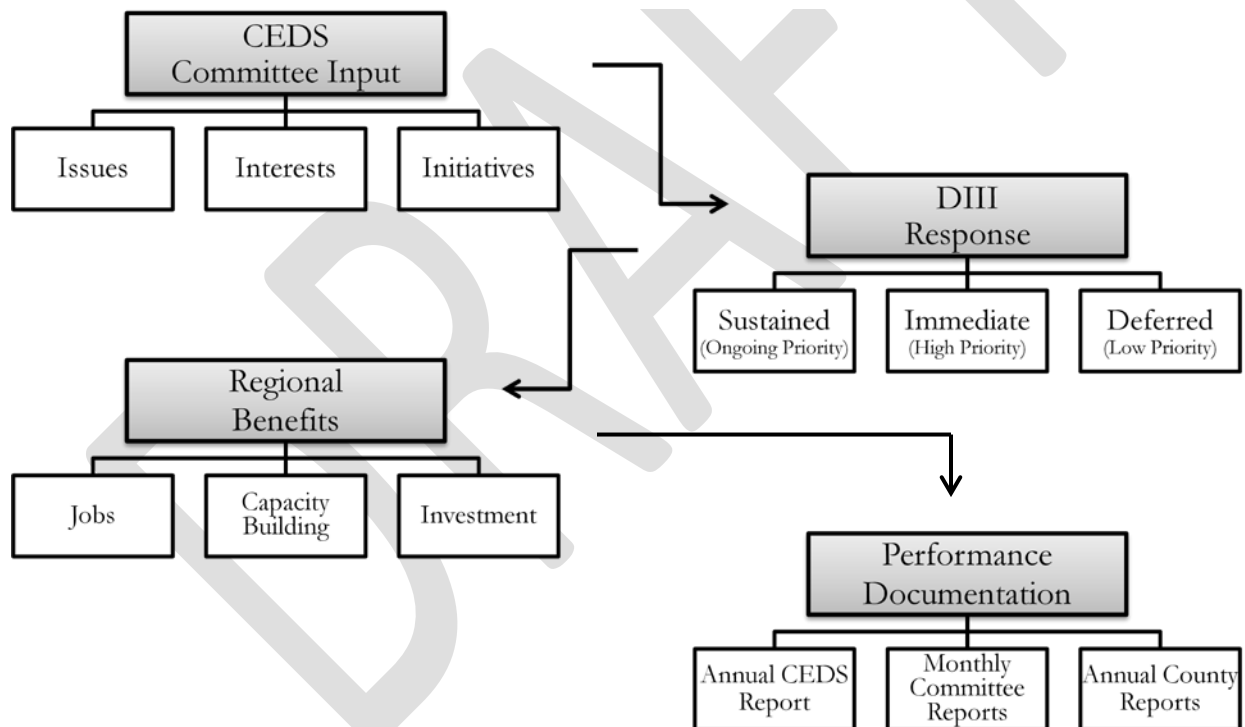 CEDS
Committee Input
Issues
Interests
Initiatives
DIII
Response
Sustained
(Ongoing Priority)
Immediate
(High Priority)
Deferred
(Low Priority)
Regional
Benefits
Jobs
Capacity
Building
Investment
Performance
Documentation
Annual CEDS
Report
Monthly
Committee
Reports
Annual County
Reports
DRAFT